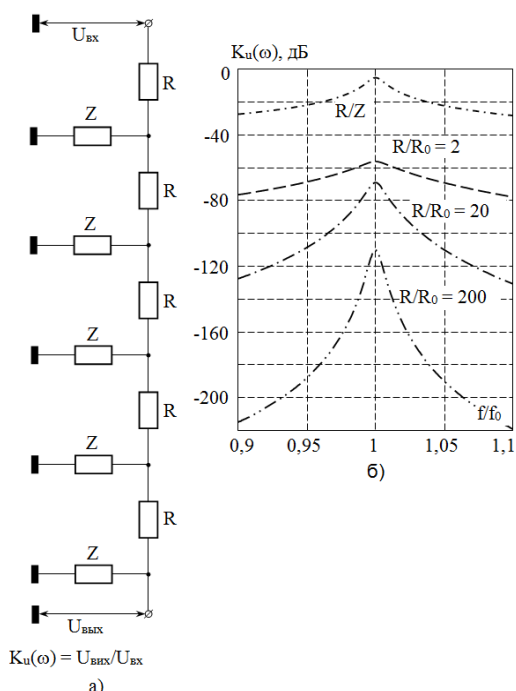 Uвх
R
Z
R
Z
R
Z
R
Z
R
Z
Uвых
Ku(ω) = Uвих/Uвх
а)
Ku(ω), дБ
0
-40
-80
-120
-160
-200
R/Z
R/R0 = 2
R/R0 = 20
R/R0 = 200
f/f0
0,9 0,95 1 1,05 1,1
б)